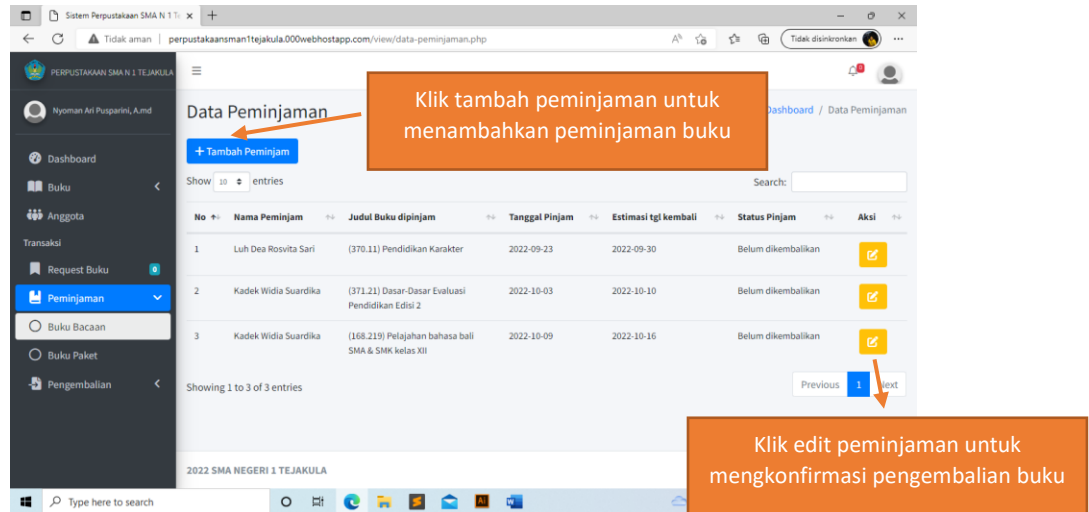 Sistem Perpustakaan SMA N 1 Te
Tidak aman | perpustakaansman1tejakula.000webhostapp.com/view/data-peminjaman.php
Tidak disinkronkan
PERPUSTAKAAN SMA N 1 TEJAKULA
Nyoman Ari Pusparini, A.md
Dashboard
Buku
Anggota
Transaksi
Request Buku 0
Peminjaman
Buku Bacaan
Buku Paket
Pengembalian
Data Peminjaman
Dashboard / Data Peminjaman
Klik tambah peminjaman untuk
menambahkan peminjaman buku
+ Tambah Peminjam
Show 10 entries
Search:
No Nama Peminjam Judul Buku dipinjam Tanggal Pinjam Estimasi tgl kembali Status Pinjam Aksi
1 Luh Dea Rosvita Sari (370.11) Pendidikan Karakter 2022-09-23 2022-09-30 Belum dikembalikan
2 Kadek Widia Suardika (371.21) Dasar-Dasar Evaluasi 2022-10-03 2022-10-10 Belum dikembalikan
Pendidikan Edisi 2
3 Kadek Widia Suardika (168.219) Pelajahan bahasa bali 2022-10-09 2022-10-16 Belum dikembalikan
SMA & SMK kelas XII
Showing 1 to 3 of 3 entries
Previous 1 Next
Klik edit peminjaman untuk
mengkonfirmasi pengembalian buku
2022 SMA NEGERI 1 TEJAKULA
Type here to search